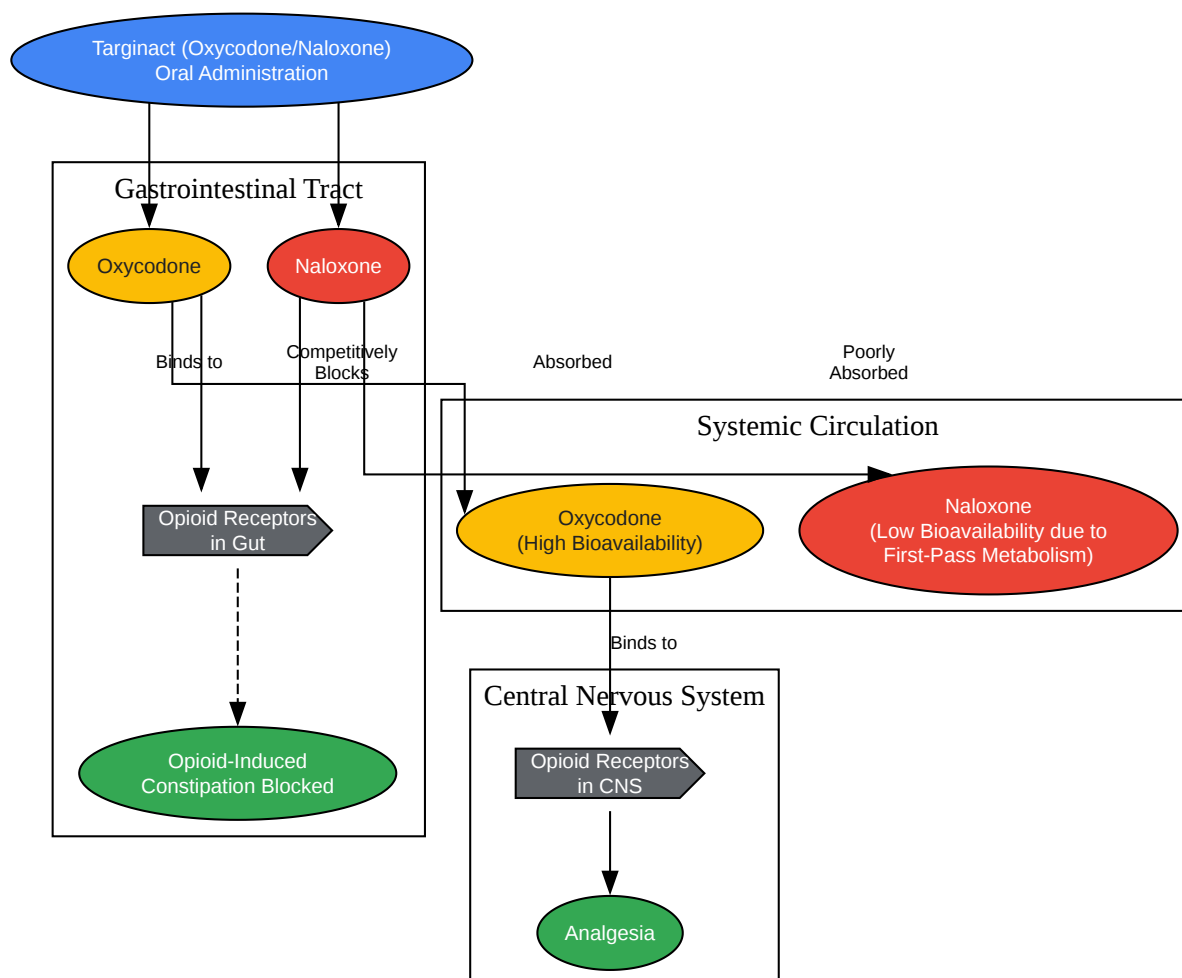 Targinact (Oxycodone/Naloxone)
Oral Administration
Gastrointestinal Tract
Oxycodone
Naloxone
Binds to
Competitively
Blocks
Absorbed
Poorly
Absorbed
Systemic Circulation
Opioid Receptors
in Gut
Oxycodone
(High Bioavailability)
Naloxone
(Low Bioavailability due to
First-Pass Metabolism)
Binds to
Central Nervous System
Opioid-Induced
Constipation Blocked
Opioid Receptors
in CNS
Analgesia